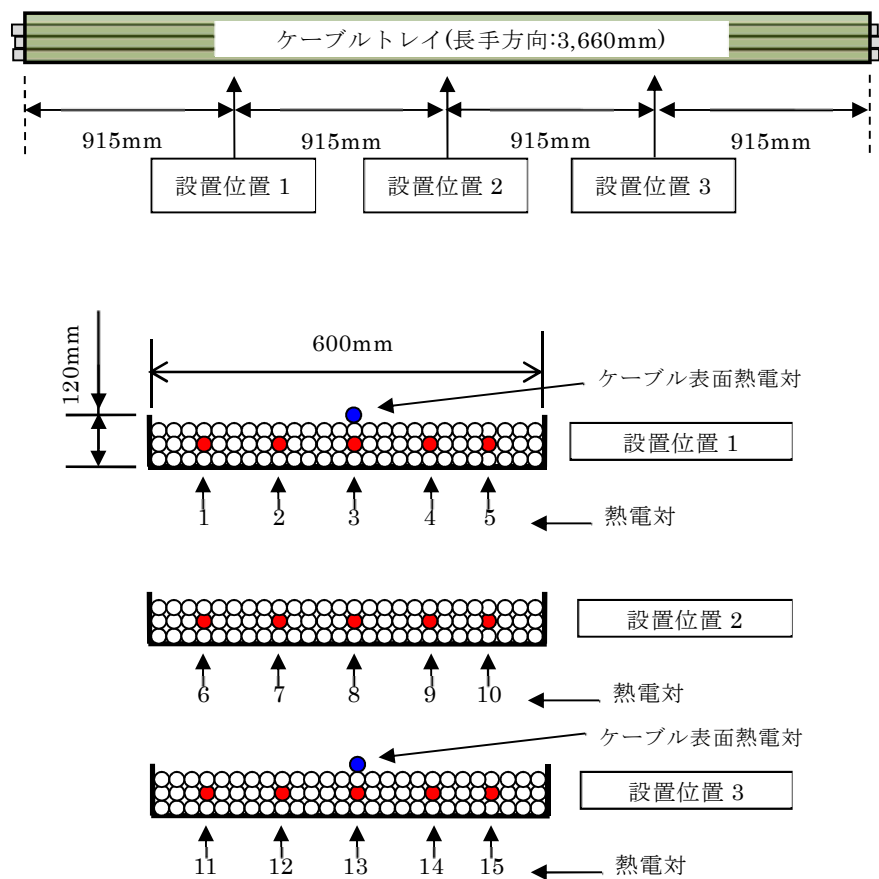 ケーブルトレイ(長手方向:3,660mm)
915mm 915mm 915mm 915mm
設置位置 1 設置位置 2 設置位置 3
600mm
120mm
ケーブル表面熱電対
設置位置 1
1 2 3 4 5
熱電対
設置位置 2
6 7 8 9 10
熱電対
ケーブル表面熱電対
設置位置 3
11 12 13 14 15
熱電対